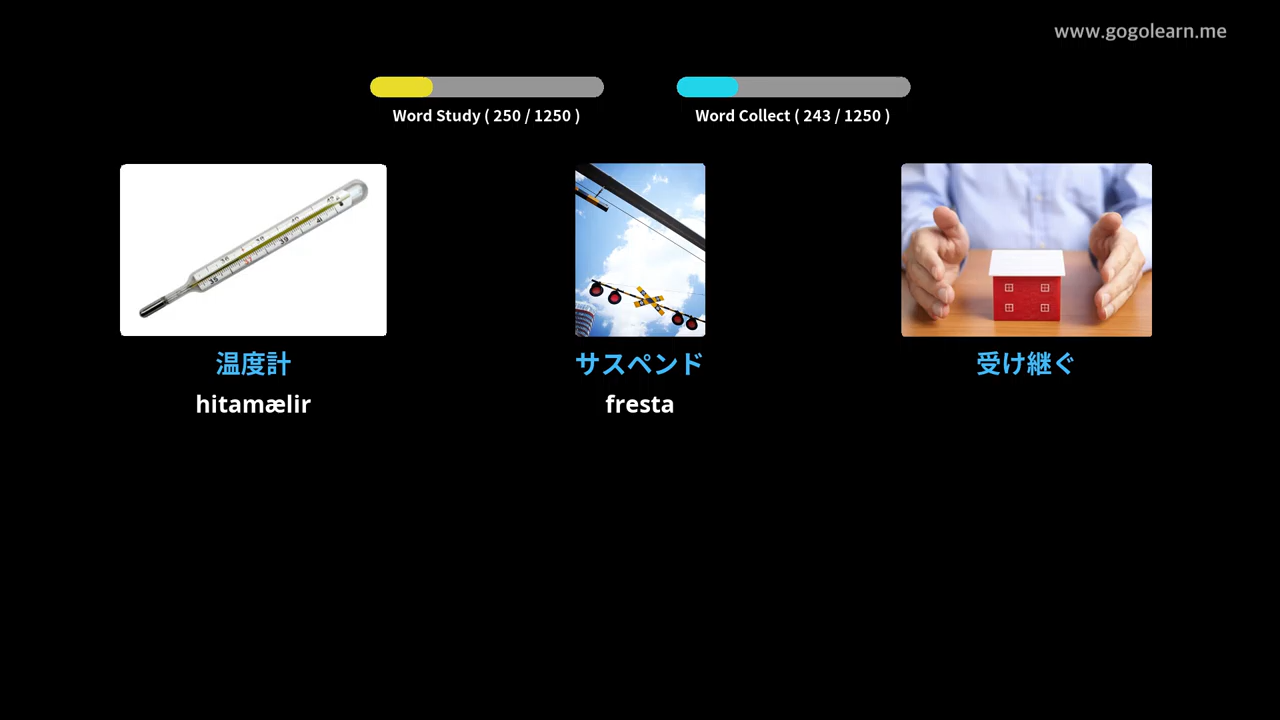 www.gogolearn.me
Word Study ( 250 / 1250 )
Word Collect ( 243 / 1250 )
温度計
サスペンド
受け継ぐ
hitamælir
fresta